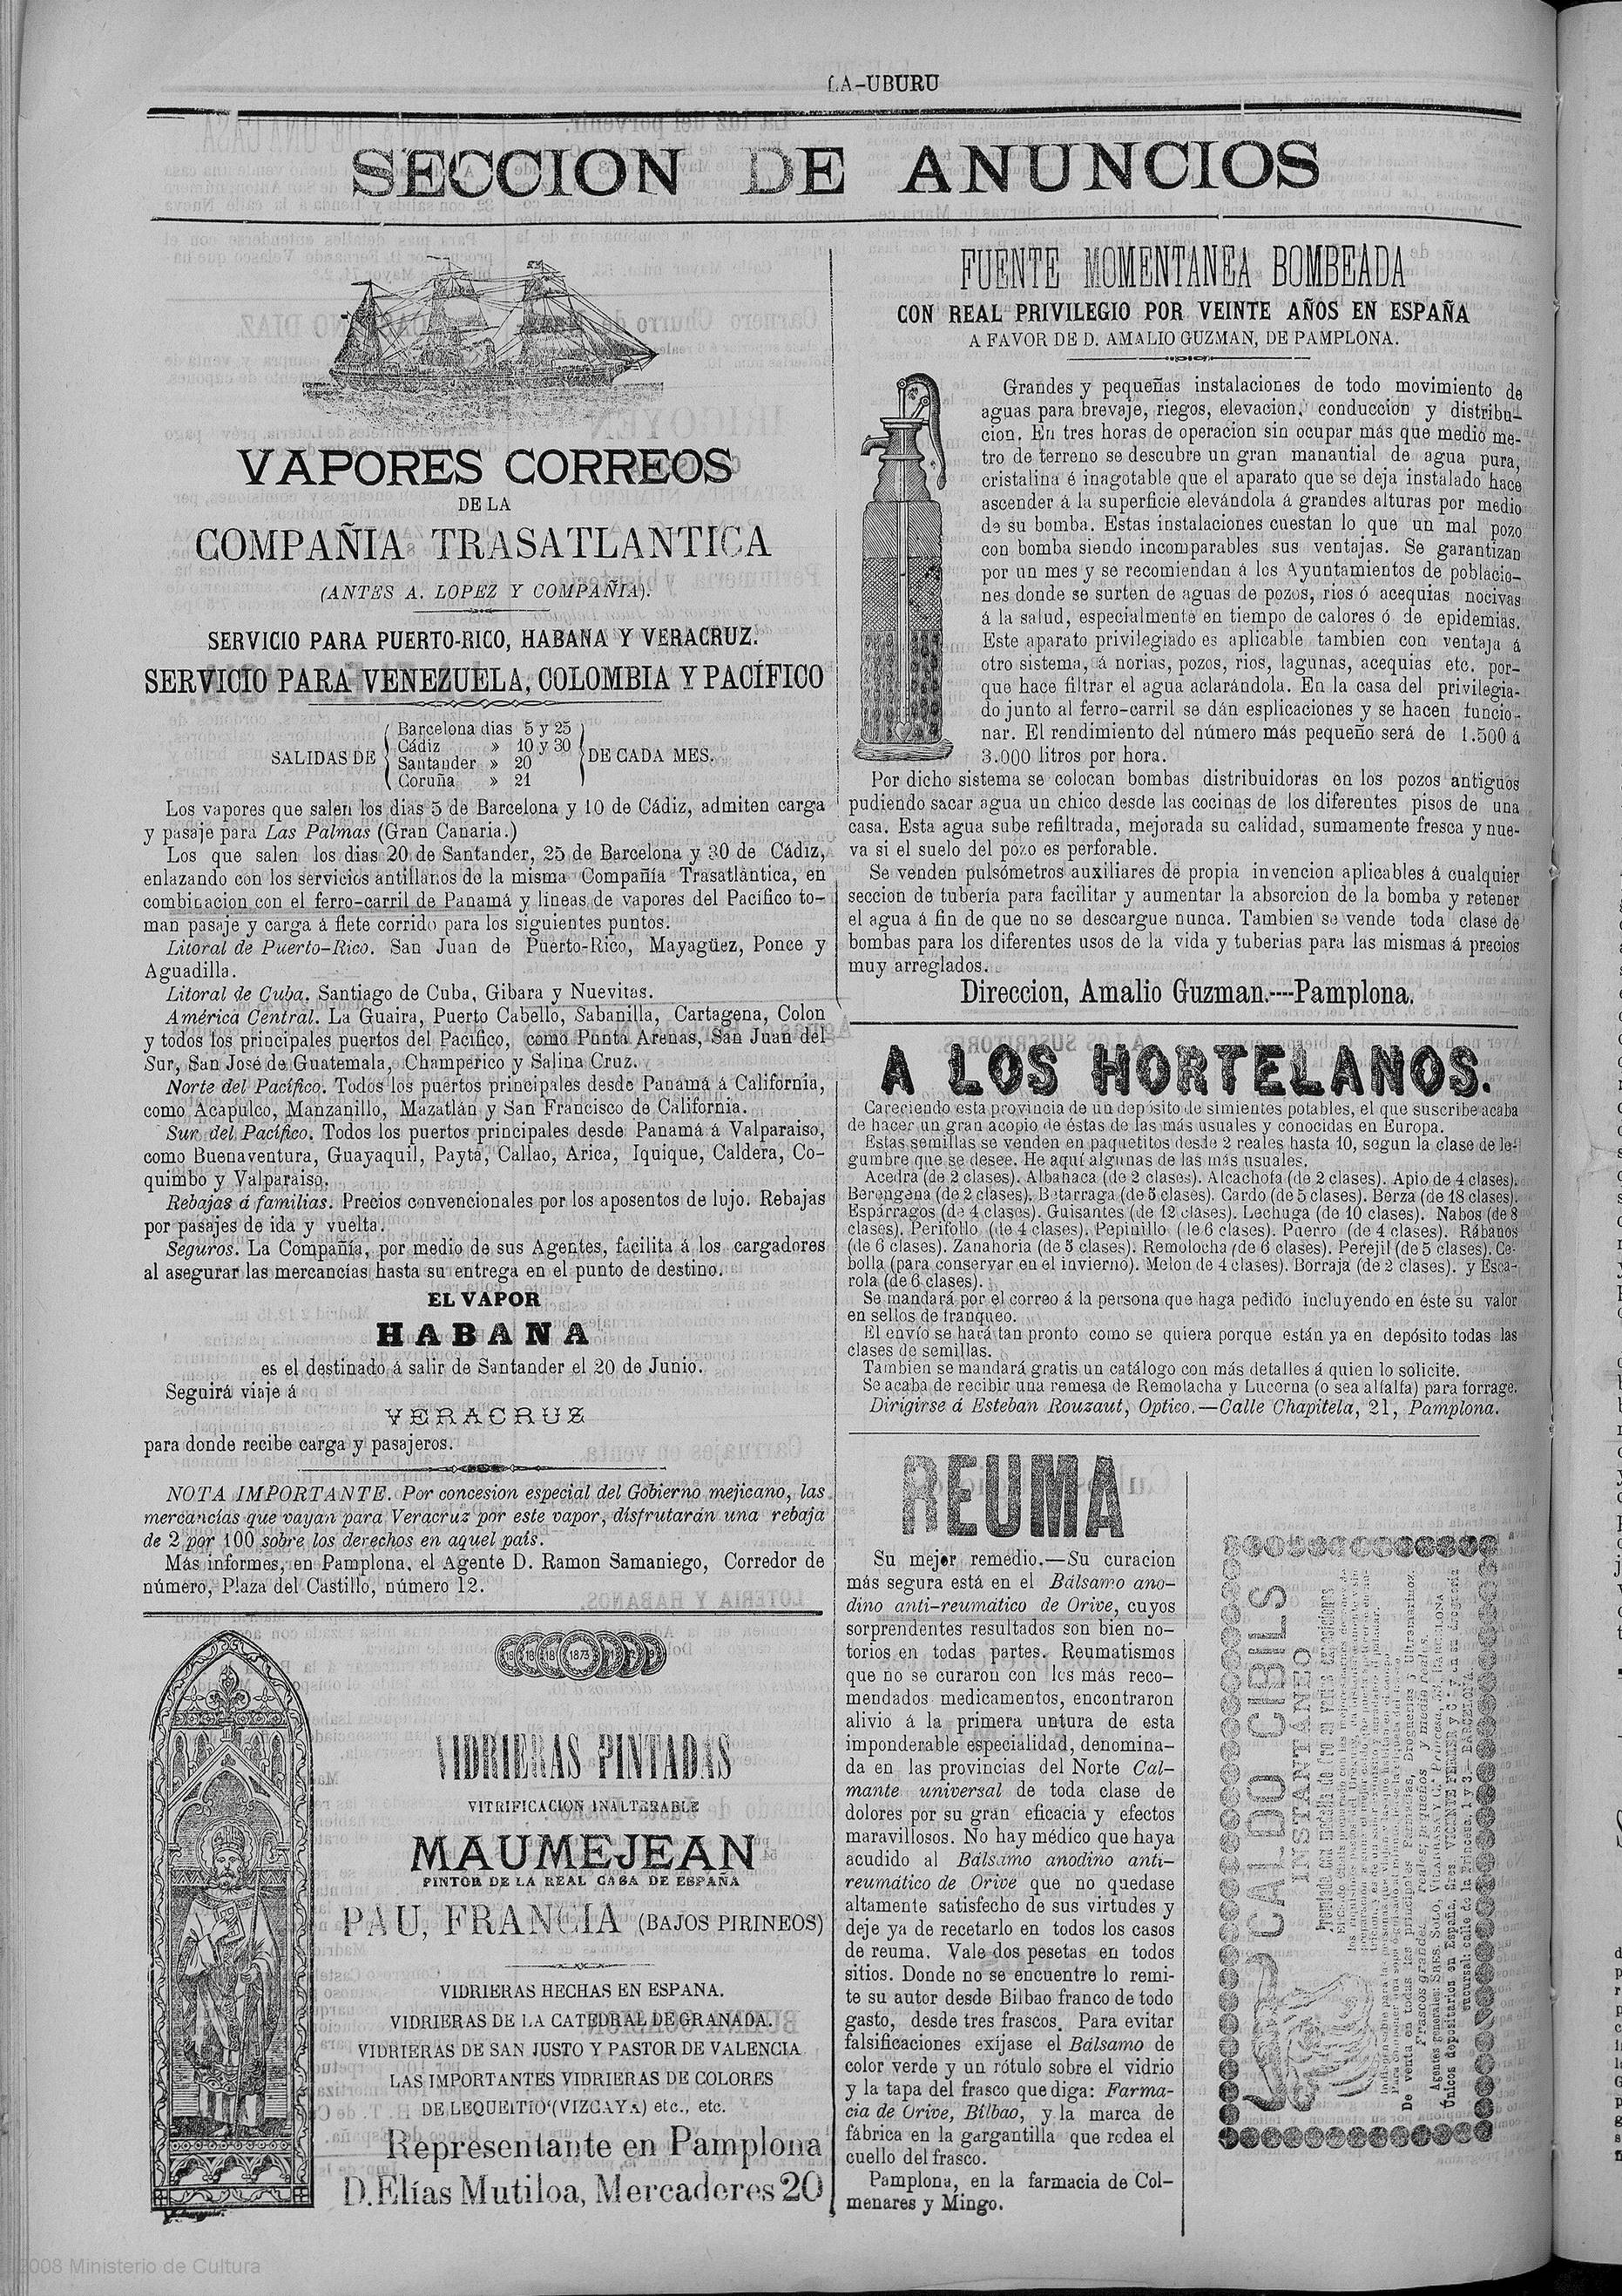 LA-UBURU
SECCION DE ANUNCIOS
VAPORES CORREOS
DE LA
COMPAÑIA TRASATLANTICA
(ANTES A. LOPEZ Y COMPAÑIA).
SERVICIO PARA PUERTO-RICO, HABANA Y VERACRUZ.
SERVICIO PARA VENEZUELA, COLOMBIA Y PACÍFICO
SALIDAS DE
Barcelona dias 5 y 25
Cádiz » 10 y 30
Santander » 20
Coruña » 21
DE CADA MES.
Los vapores que salen los dias 5 de Barcelona y 10 de Cádiz, admiten carga
y pasaje para Las Palmas (Gran Canaria.)
Los que salen los dias 20 de Santander, 25 de Barcelona y 30 de Cádiz,
enlazando con los servicios antillanos de la misma Compañía Trasatlántica, en
combinacion con el ferro-carril de Panamá y lineas de vapores del Pacífico to-
man pasaje y carga á flete corrido para los siguientes puntos.
Litoral de Puerto-Rico. San Juan de Puerto-Rico, Mayagüez, Ponce y
Aguadilla.
Litoral de Cuba. Santiago de Cuba, Gibara y Nuevitas.
América Central. La Guaira, Puerto Cabello, Sabanilla, Cartagena, Colon
y todos los principales puertos del Pacífico, como Punta Arenas, San Juan del
Sur, San José de Guatemala, Champerico y Salina Cruz.
Norte del Pacífico. Todos los puertos principales desde Panamá á California,
como Acapulco, Manzanillo, Mazatlán y San Francisco de California.
Sur del Pacífico. Todos los puertos principales desde Panamá á Valparaiso,
como Buenaventura, Guayaquil, Payta, Callao, Arica, Iquique, Caldera, Co-
quimbo y Valparaiso.
Rebajas á familias. Precios convencionales por los aposentos de lujo. Rebajas
por pasajes de ida y vuelta.
Seguros. La Compañía, por medio de sus Agentes, facilita á los cargadores
al asegurar las mercancías hasta su entrega en el punto de destino.
EL VAPOR
HABANA
es el destinado á salir de Santander el 20 de Junio.
Seguirá viaje á
VERACRUZ
para donde recibe carga y pasajeros.
NOTA IMPORTANTE. Por concesion especial del Gobierno mejicano, las
mercancías que vayan para Veracruz por este vapor, disfrutarán una rebaja
de 2 por 100 sobre los derechos en aquel país.
Más informes, en Pamplona, el Agente D. Ramon Samaniego, Corredor de
número, Plaza del Castillo, número 12.
1873
VIDRIERAS PINTADAS
VITRIFICACION INALTERABLE
MAUMEJEAN
PINTOR DE LA REAL CASA DE ESPAÑA
PAU, FRANCIA (BAJOS PIRINEOS)
VIDRIERAS HECHAS EN ESPANA.
VIDRIERAS DE LA CATEDRAL DE GRANADA.
VIDRIERAS DE SAN JUSTO Y PASTOR DE VALENCIA
LAS IMPORTANTES VIDRIERAS DE COLORES
DE LEQUEITIO (VIZCAYA) etc., etc.
Representante en Pamplona
D. Elías Mutiloa, Mercaderes 20
FUENTE MOMENTANEA BOMBEADA
CON REAL PRIVILEGIO POR VEINTE AÑOS EN ESPAÑA
A FAVOR DE D. AMALIO GUZMAN, DE PAMPLONA.
Grandes y pequeñas instalaciones de todo movimiento de
aguas para brevaje, riegos, elevacion, conduccion y distribu-
cion. En tres horas de operacion sin ocupar más que medio me-
tro de terreno se descubre un gran manantial de agua pura,
cristalina é inagotable que el aparato que se deja instalado hace
ascender á la superficie elevándola á grandes alturas por medio
de su bomba. Estas instalaciones cuestan lo que un mal pozo
con bomba siendo incomparables sus ventajas. Se garantizan
por un mes y se recomiendan á los Ayuntamientos de poblacio-
nes donde se surten de aguas de pozos, rios ó acequias nocivas
á la salud, especialmente en tiempo de calores ó de epidemias.
Este aparato privilegiado es aplicable tambien con ventaja á
otro sistema, á norias, pozos, rios, lagunas, acequias etc. por-
que hace filtrar el agua aclarándola. En la casa del privilegia-
do junto al ferro-carril se dán esplicaciones y se hacen funcio-
nar. El rendimiento del número más pequeño será de 1.500 á
3.000 litros por hora.
Por dicho sistema se colocan bombas distribuidoras en los pozos antiguos
pudiendo sacar agua un chico desde las cocinas de los diferentes pisos de una
casa. Esta agua sube refiltrada, mejorada su calidad, sumamente fresca y nue-
va si el suelo del pozo es perforable.
Se venden pulsómetros auxiliares de propia invencion aplicables á cualquier
seccion de tubería para facilitar y aumentar la absorcion de la bomba y retener
el agua á fin de que no se descargue nunca. Tambien se vende toda clase de
bombas para los diferentes usos de la vida y tuberias para las mismas á precios
muy arreglados.
Direccion, Amalio Guzman.---Pamplona.
A LOS HORTELANOS.
Careciendo esta provincia de un depósito de simientes potables, el que suscribe acaba
de hacer un gran acopio de éstas de las más usuales y conocidas en Europa.
Estas semillas se venden en paquetitos desde 2 reales hasta 10, segun la clase de le-
gumbre que se desee. He aquí algunas de las más usuales.
Acedra (de 2 clases). Albahaca (de 2 clases). Alcachofa (de 2 clases). Apio de 4 clases).
Berengena (de 2 clases). Betarraga (de 5 clases). Cardo (de 5 clases). Berza (de 18 clases).
Espárragos (de 4 clases). Guisantes (de 12 clases). Lechuga (de 10 clases). Nabos (de 8
clases). Perifollo (de 4 clases). Pepinillo (de 6 clases). Puerro (de 4 clases). Rábanos
(de 6 clases). Zanahoria (de 5 clases). Remolocha (de 6 clases). Perejil (de 5 clases). Ce-
bolla (para conservar en el invierno). Melon de 4 clases). Borraja (de 2 clases). y Esca-
rola (de 6 clases).
Se mandará por el correo á la persona que haga pedido incluyendo en éste su valor
en sellos de franqueo.
El envío se hará tan pronto como se quiera porque están ya en depósito todas las
clases de semillas.
Tambien se mandará gratis un catálogo con más detalles á quien lo solicite.
Se acaba de recibir una remesa de Remolacha y Lucerna (o sea alfalfa) para forrage.
Dirigirse á Esteban Rouzaut, Optico.—Calle Chapitela, 21, Pamplona.
REUMA
Su mejor remedio.—Su curacion
más segura está en el Bálsamo ano-
dino anti-reumático de Orive, cuyos
sorprendentes resultados son bien no-
torios en todas partes. Reumatismos
que no se curaron con los más reco-
mendados medicamentos, encontraron
alivio á la primera untura de esta
imponderable especialidad, denomina-
da en las provincias del Norte Cal-
mante universal de toda clase de
dolores por su gran eficacia y efectos
maravillosos. No hay médico que haya
acudido al Bálsamo anodino anti-
reumático de Orive que no quedase
altamente satisfecho de sus virtudes y
deje ya de recetarlo en todos los casos
de reuma. Vale dos pesetas en todos
sitios. Donde no se encuentre lo remi-
te su autor desde Bilbao franco de todo
gasto, desde tres frascos. Para evitar
falsificaciones exíjase el Bálsamo de
color verde y un rótulo sobre el vidrio
y la tapa del frasco que diga: Farma-
cia de Orive, Bilbao, y la marca de
fábrica en la gargantilla que rodea el
cuello del frasco.
Pamplona, en la farmacia de Col-
menares y Mingo.
CALDO CIBILS
INSTANTÁNEO
Premiado con Medalla de Oro en varias exposiciones
De venta en todas las principales Farmacias, Droguerías y Ultramarinos.
Frascos grandes, reales; pequeños y medio reales.
Agentes generales: SRES. SOTO, VILARRASA Y C.ª Princesa, BARCELONA
Únicos depositarios en España, Sres. VICENTE FERRER y C.ª
sucursal: calle de la Princesa, 1 y 3.—BARCELONA.
2008 Ministerio de Cultura